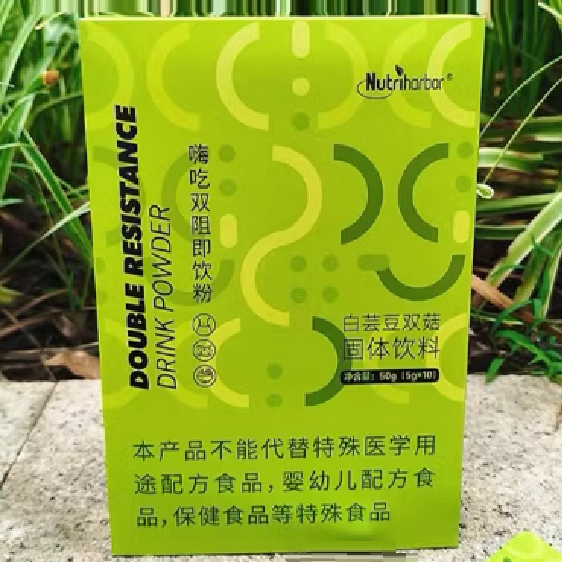 Nutriharbor®
DOUBLE RESISTANCE
DRINK POWDER
嗨吃双阻即饮粉
白芸豆双菇
固体饮料
净含量：50g（5g*10）
本产品不能代替特殊医学用
途配方食品，婴幼儿配方食
品，保健食品等特殊食品